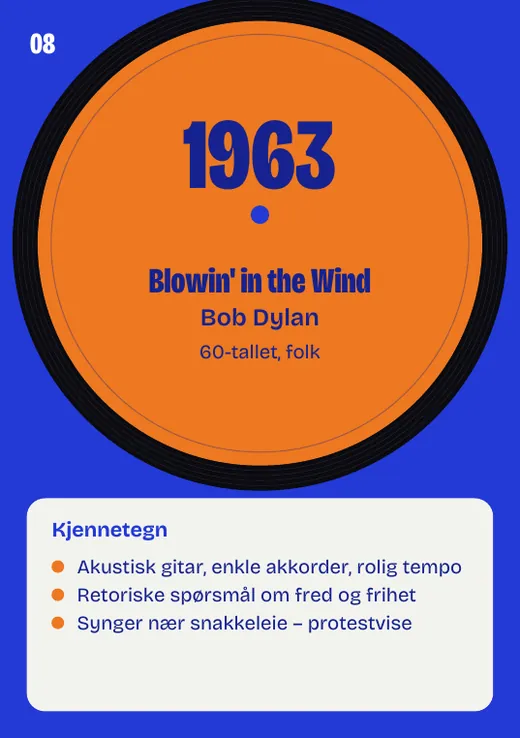 08
1963
Blowin' in the Wind
Bob Dylan
60-tallet, folk
Kjennetegn
Akustisk gitar, enkle akkorder, rolig tempo
Retoriske spørsmål om fred og frihet
Synger nær snakkeleie – protestvise